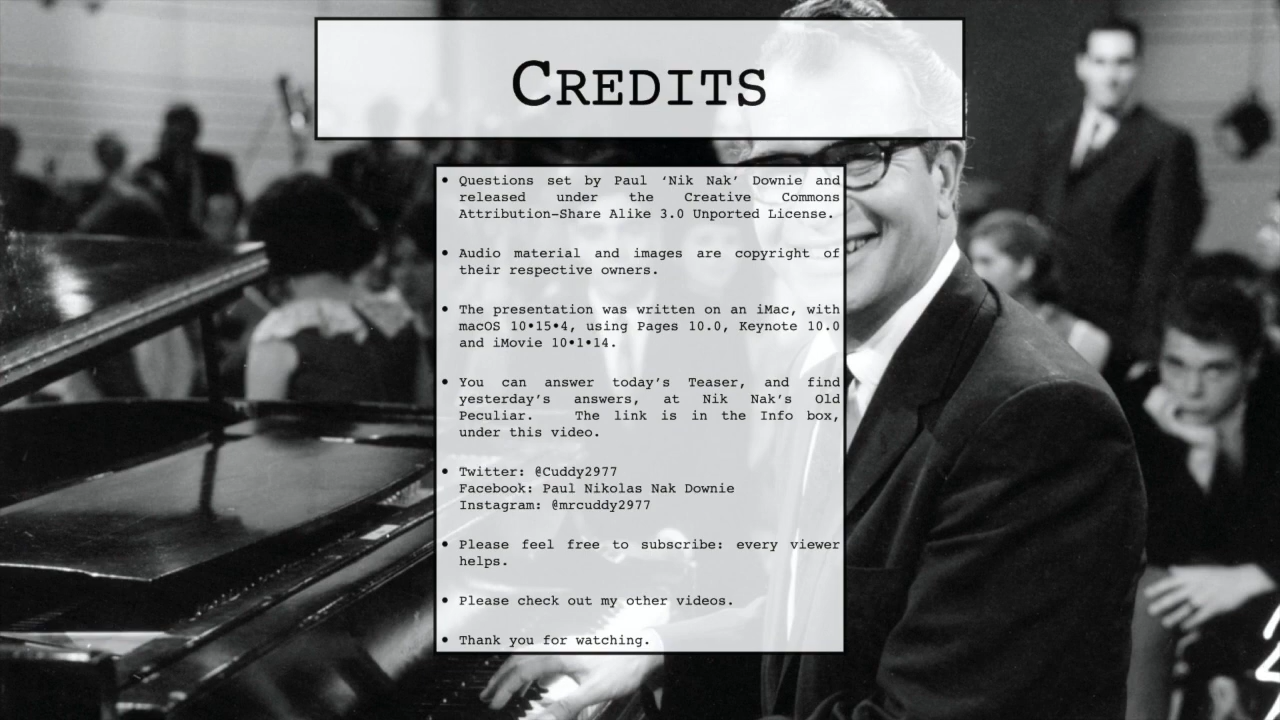 CREDITS
• Questions set by Paul ‘Nik Nak’ Downie and
released under the Creative Commons
Attribution-Share Alike 3.0 Unported License.
• Audio material and images are copyright of
their respective owners.
• The presentation was written on an iMac, with
macOS 10•15•4, using Pages 10.0, Keynote 10.0
and iMovie 10•1•14.
• You can answer today’s Teaser, and find
yesterday’s answers, at Nik Nak’s Old
Peculiar. The link is in the Info box,
under this video.
• Twitter: @Cuddy2977
Facebook: Paul Nikolas Nak Downie
Instagram: @mrcuddy2977
• Please feel free to subscribe: every viewer
helps.
• Please check out my other videos.
• Thank you for watching.